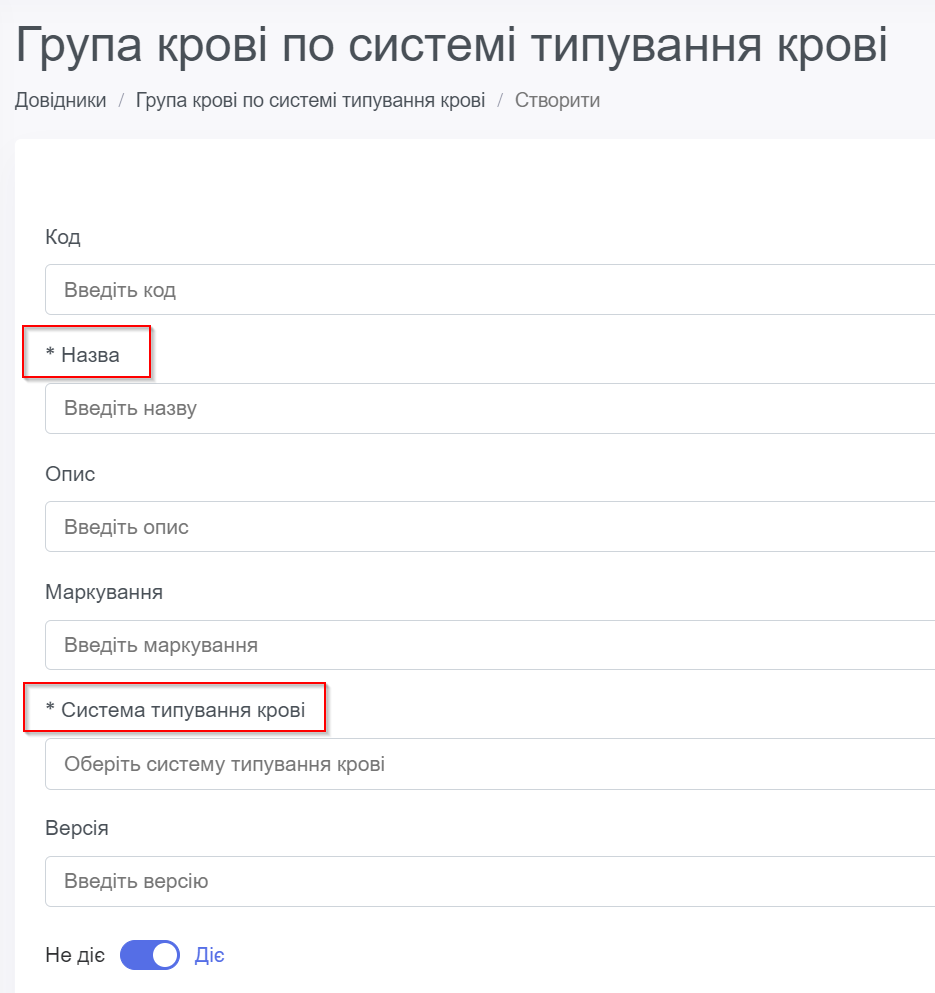 Група крові по системі типування крові
Довідники / Група крові по системі типування крові / Створити
Код
Введіть код
* Назва
Введіть назву
Опис
Введіть опис
Маркування
Введіть маркування
* Система типування крові
Оберіть систему типування крові
Версія
Введіть версію
Не діє Діє